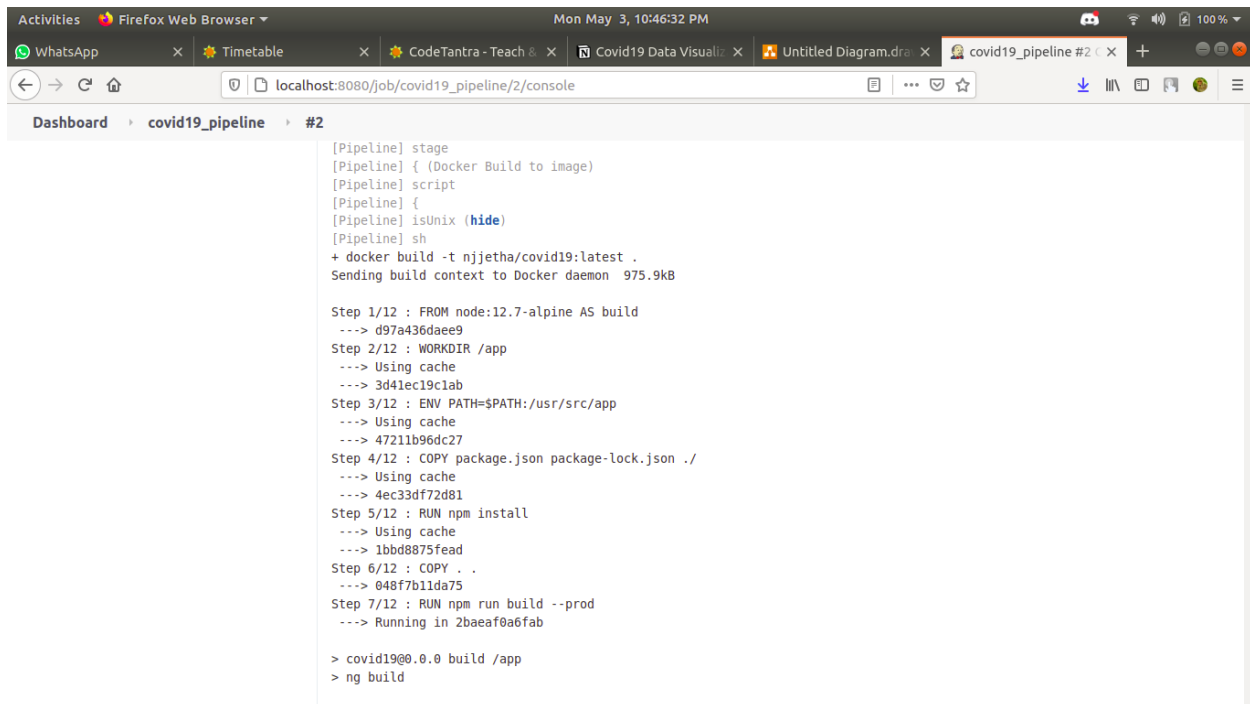 Activities Firefox Web Browser Mon May 3, 10:46:32 PM 100 %
WhatsApp Timetable CodeTantra - Teach & Covid19 Data Visualiz Untitled Diagram.dra covid19_pipeline #2 C
localhost:8080/job/covid19_pipeline/2/console
Dashboard covid19_pipeline #2
[Pipeline] stage
[Pipeline] { (Docker Build to image)
[Pipeline] script
[Pipeline] {
[Pipeline] isUnix (hide)
[Pipeline] sh
+ docker build -t njjetha/covid19:latest .
Sending build context to Docker daemon  975.9kB
Step 1/12 : FROM node:12.7-alpine AS build
---> d97a436daee9
Step 2/12 : WORKDIR /app
---> Using cache
---> 3d41ec19c1ab
Step 3/12 : ENV PATH=$PATH:/usr/src/app
---> Using cache
---> 47211b96dc27
Step 4/12 : COPY package.json package-lock.json ./
---> Using cache
---> 4ec33df72d81
Step 5/12 : RUN npm install
---> Using cache
---> 1bbd8875fead
Step 6/12 : COPY . .
---> 048f7b11da75
Step 7/12 : RUN npm run build --prod
---> Running in 2baeaf0a6fab
> covid19@0.0.0 build /app
> ng build